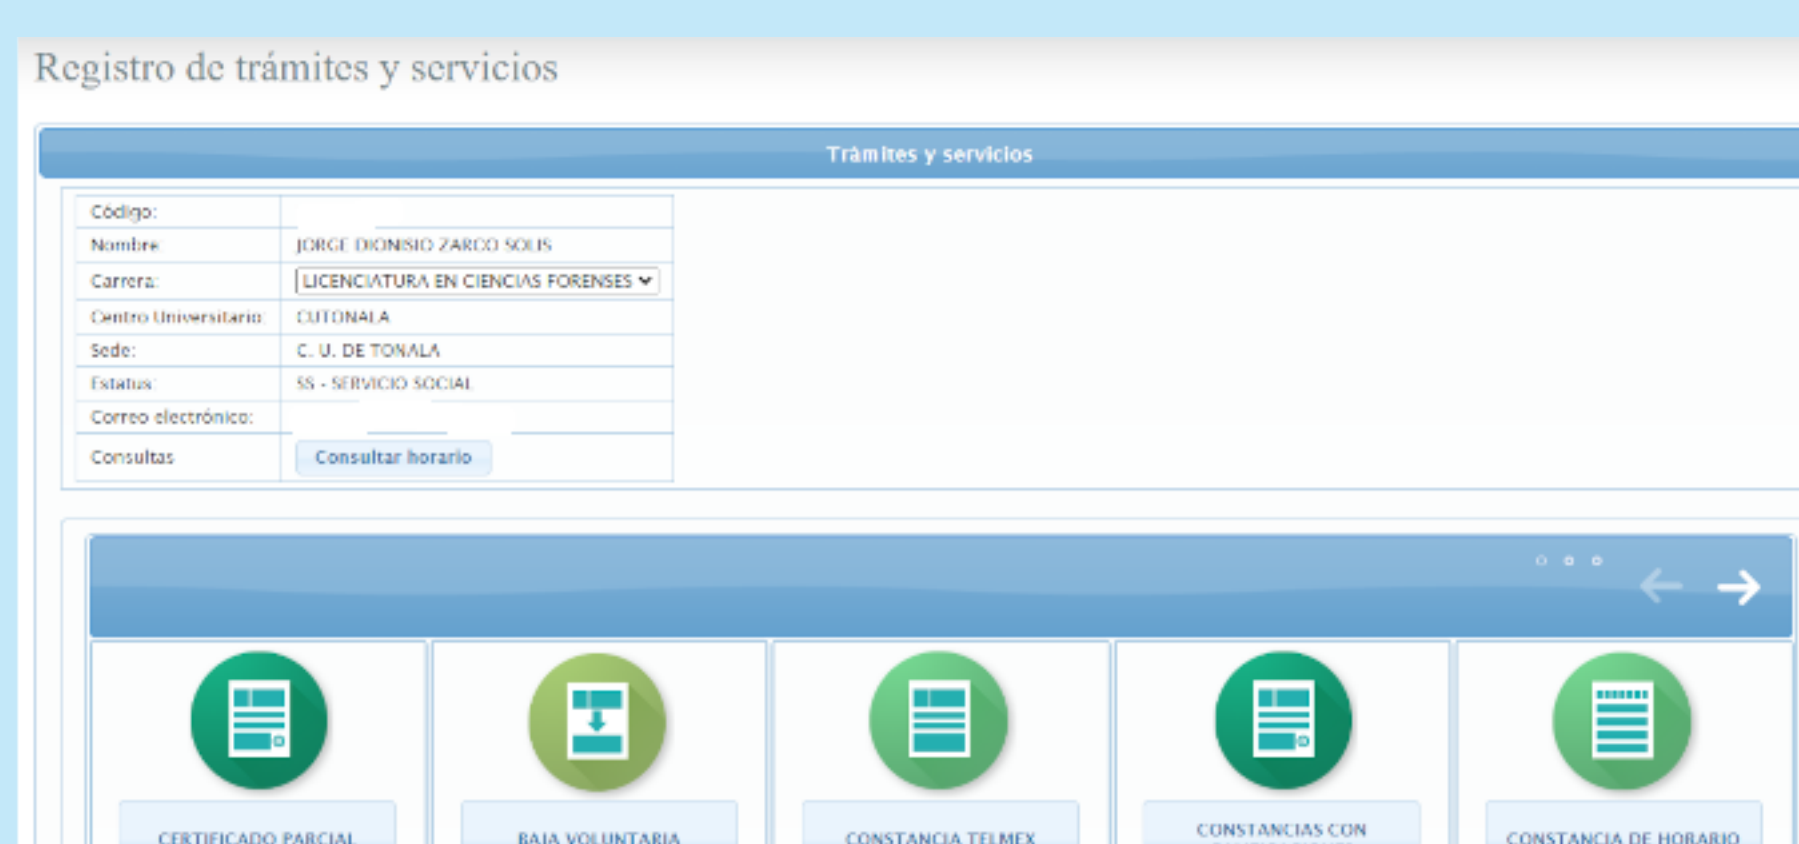 Registro de trámites y servicios
Trámites y servicios
Código:
Nombre: JORGE DIONISIO ZARCO SOLIS
Carrera: LICENCIATURA EN CIENCIAS FORENSES
Centro Universitario: CUTONALA
Sede: C. U. DE TONALA
Estatus: SS - SERVICIO SOCIAL
Correo electrónico:
Consultas Consultar horario
CERTIFICADO PARCIAL
BAJA VOLUNTARIA
CONSTANCIA TELMEX
CONSTANCIAS CON
CONSTANCIA DE HORARIO